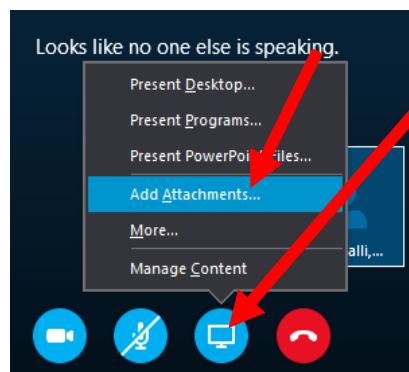 Looks like no one else is speaking.
Present Desktop...
Present Programs...
Present PowerPoint Files...
Add Attachments...
More...
alli,...
Manage Content